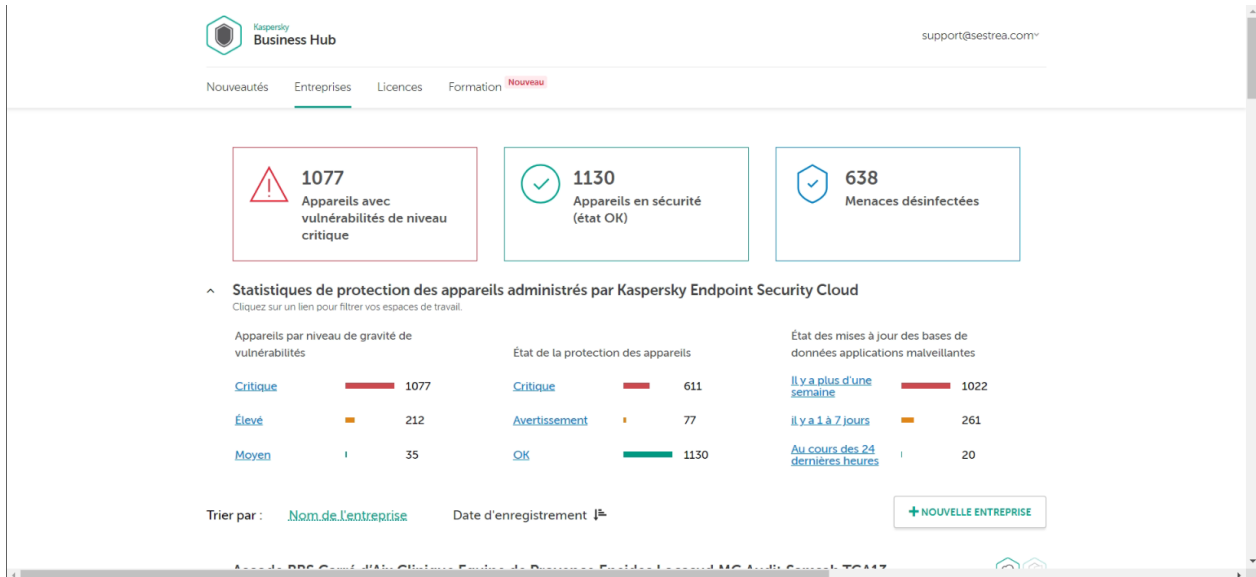 Kaspersky
Business Hub
support@sestrea.com
Nouveautés Entreprises Licences Formation Nouveau
1077
Appareils avec
vulnérabilités de niveau
critique
1130
Appareils en sécurité
(état OK)
638
Menaces désinfectées
Statistiques de protection des appareils administrés par Kaspersky Endpoint Security Cloud
Cliquez sur un lien pour filtrer vos espaces de travail.
Appareils par niveau de gravité de
vulnérabilités
Critique 1077
Élevé 212
Moyen 35
État de la protection des appareils
Critique 611
Avertissement 77
OK 1130
État des mises à jour des bases de
données applications malveillantes
Il y a plus d'une
semaine 1022
il y a 1 à 7 jours 261
Au cours des 24
dernières heures 20
Trier par : Nom de l'entreprise Date d'enregistrement
+ NOUVELLE ENTREPRISE